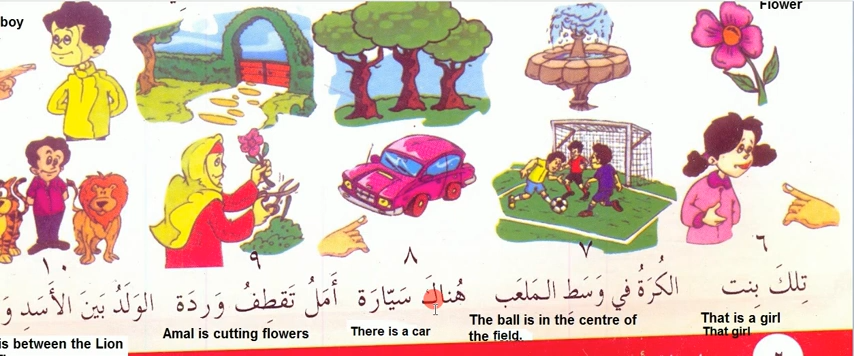 boy
Flower
٦
٧
٨
٩
١٠
تِلكَ بِنت
الكُرَةُ في وَسَطِ المَلعَب
هُناكَ سَيّارَة
أَمَلُ تَقطِفُ وَردَة
الوَلَدُ بَينَ الأَسَدِ وَ
That is a girl
That girl
The ball is in the centre of
the field.
There is a car
Amal is cutting flowers
is between the Lion